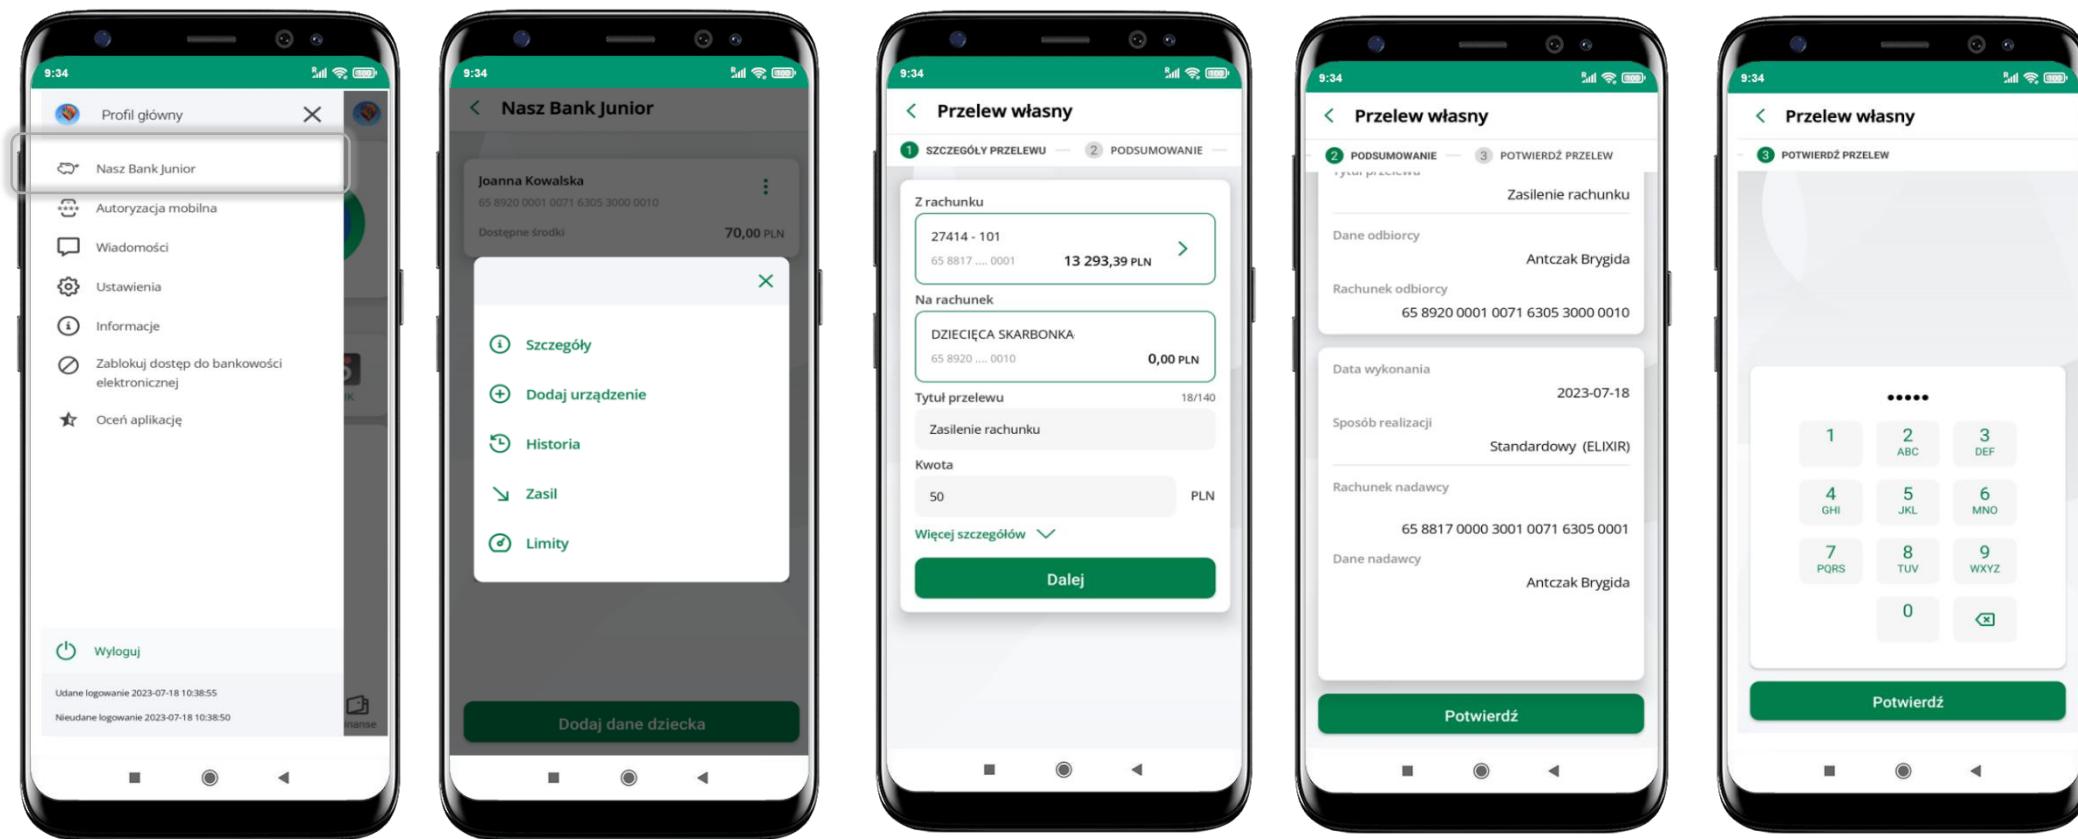 9:34
Profil główny
Nasz Bank Junior
Autoryzacja mobilna
Wiadomości
Ustawienia
Informacje
Zablokuj dostęp do bankowości
elektronicznej
Oceń aplikację
Wyloguj
Udane logowanie 2023-07-18 10:38:55
Nieudane logowanie 2023-07-18 10:38:50
9:34
Nasz Bank Junior
Joanna Kowalska
65 8920 0001 0071 6305 3000 0010
Dostępne środki 70,00 PLN
Szczegóły
Dodaj urządzenie
Historia
Zasil
Limity
Dodaj dane dziecka
9:34
Przelew własny
1 SZCZEGÓŁY PRZELEWU 2 PODSUMOWANIE
Z rachunku
27414 - 101
65 8817 .... 0001 13 293,39 PLN
Na rachunek
DZIECIĘCA SKARBONKA
65 8920 .... 0010 0,00 PLN
Tytuł przelewu 18/140
Zasilenie rachunku
Kwota
50 PLN
Więcej szczegółów
Dalej
9:34
Przelew własny
2 PODSUMOWANIE 3 POTWIERDŹ PRZELEW
Tytuł przelewu
Zasilenie rachunku
Dane odbiorcy
Antczak Brygida
Rachunek odbiorcy
65 8920 0001 0071 6305 3000 0010
Data wykonania
2023-07-18
Sposób realizacji
Standardowy (ELIXIR)
Rachunek nadawcy
65 8817 0000 3001 0071 6305 0001
Dane nadawcy
Antczak Brygida
Potwierdź
9:34
Przelew własny
3 POTWIERDŹ PRZELEW
•••••
1 2 3
ABC DEF
4 5 6
GHI JKL MNO
7 8 9
PQRS TUV WXYZ
0
Potwierdź